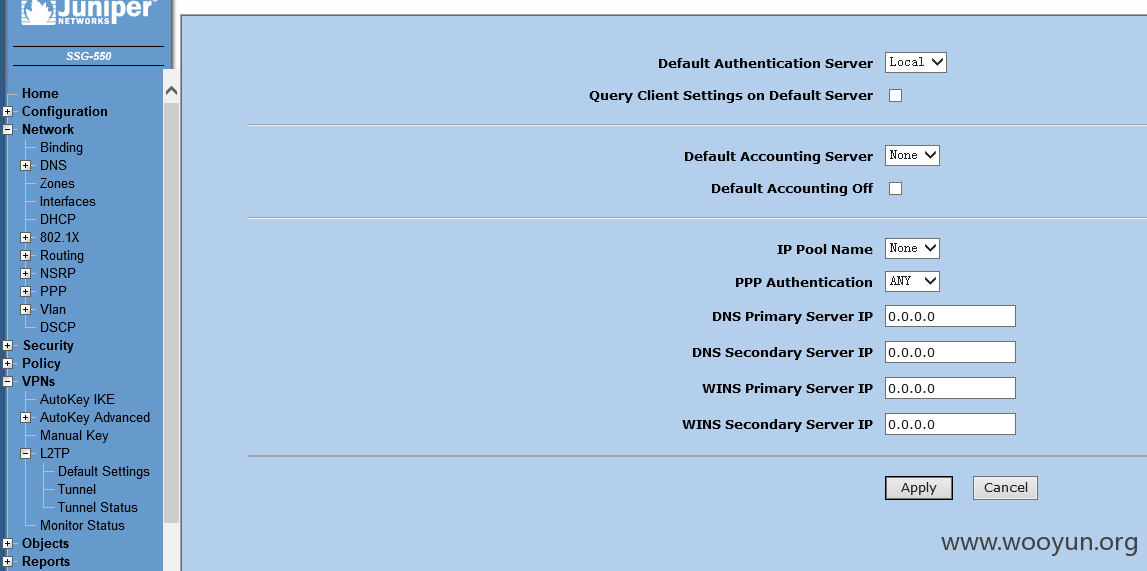 Juniper
NETWORKS
SSG-550
Home
Configuration
Network
Binding
DNS
Zones
Interfaces
DHCP
802.1X
Routing
NSRP
PPP
Vlan
DSCP
Security
Policy
VPNs
AutoKey IKE
AutoKey Advanced
Manual Key
L2TP
Default Settings
Tunnel
Tunnel Status
Monitor Status
Objects
Reports
Default Authentication Server Local
Query Client Settings on Default Server
Default Accounting Server None
Default Accounting Off
IP Pool Name None
PPP Authentication ANY
DNS Primary Server IP 0.0.0.0
DNS Secondary Server IP 0.0.0.0
WINS Primary Server IP 0.0.0.0
WINS Secondary Server IP 0.0.0.0
Apply Cancel
www.wooyun.org